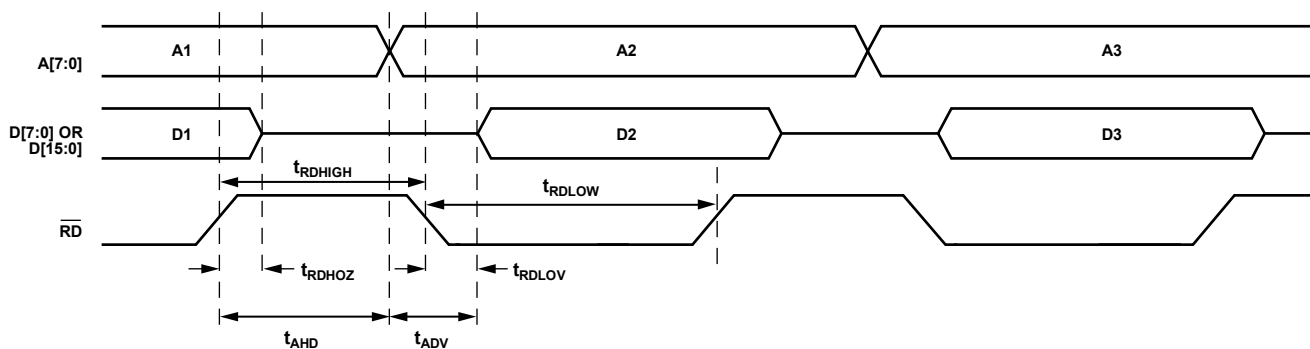 A[7:0]
A1
A2
A3
D[7:0] OR
D[15:0]
D1
D2
D3
tRDHIGH
tRDLOW
RD
tRDHOZ
tRDLOV
tAHD
tADV